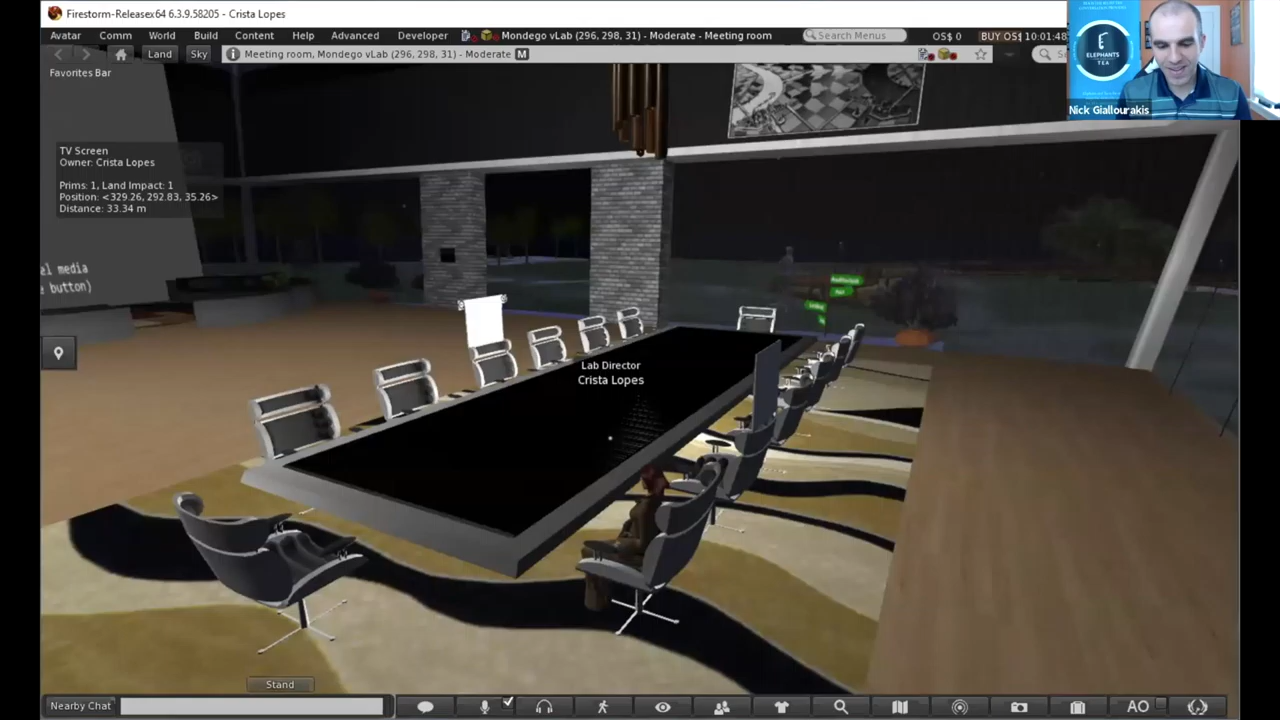 Firestorm-Releasex64 6.3.9.58205 - Crista Lopes
Avatar Comm World Build Content Help Advanced Developer Mondego vLab (296, 298, 31) - Moderate - Meeting room Search Menus OS$ 0 BUY OS$ 10:01:48
Land Sky Meeting room, Mondego vLab (296, 298, 31) - Moderate M
Favorites Bar
ELEPHANTS
TEA
Nick Giallourakis
TV Screen
Owner: Crista Lopes
Prims: 1, Land Impact: 1
Position: <329.26, 292.83, 35.26>
Distance: 33.34 m
el media
button)
Lab Director
Crista Lopes
Stand
Nearby Chat
AO